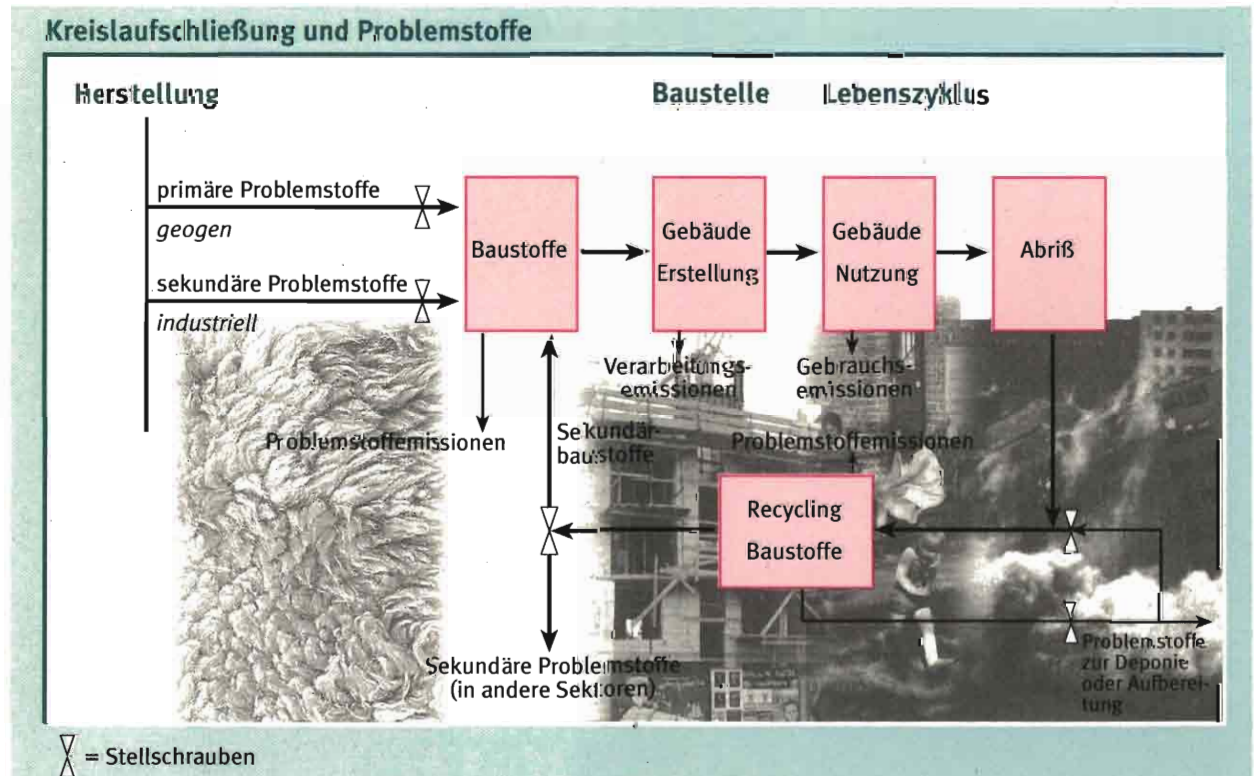 Kreislaufschließung und Problemstoffe
Herstellung
Baustelle
Lebenszyklus
primäre Problemstoffe
geogen
sekundäre Problemstoffe
industriell
Baustoffe
Gebäude
Erstellung
Gebäude
Nutzung
Abriß
Verarbeitungs-
emissionen
Gebrauchs-
emissionen
Problemstoffemissionen
Sekundär-
baustoffe
Problemstoffemissionen
Recycling
Baustoffe
Sekundäre Problemstoffe
(in andere Sektoren)
Problemstoffe
zur Deponie
oder Aufberei-
tung
= Stellschrauben